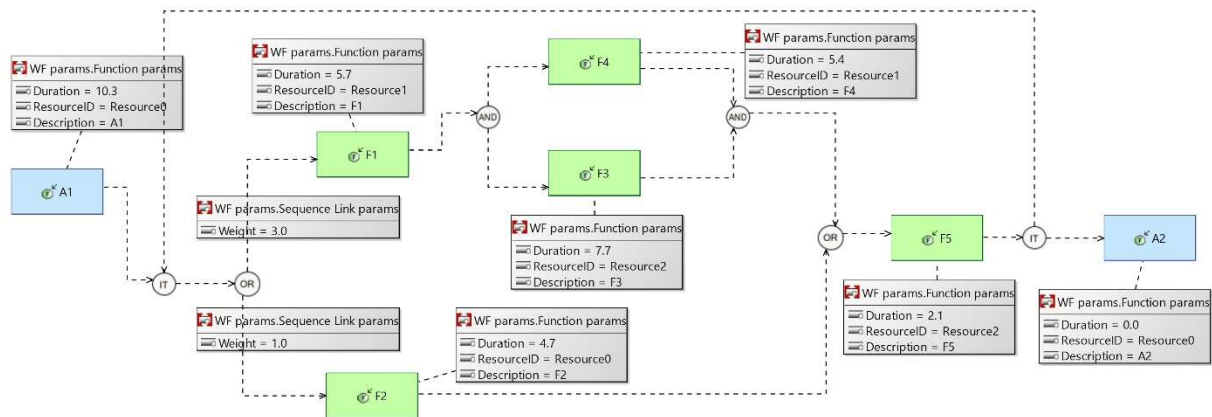 WF params.Function params
Duration = 10.3
ResourceID = Resource0
Description = A1
A1
IT
OR
WF params.Function params
Duration = 5.7
ResourceID = Resource1
Description = F1
F1
WF params.Sequence Link params
Weight = 3.0
WF params.Sequence Link params
Weight = 1.0
F2
WF params.Function params
Duration = 4.7
ResourceID = Resource0
Description = F2
AND
F4
F3
WF params.Function params
Duration = 7.7
ResourceID = Resource2
Description = F3
WF params.Function params
Duration = 5.4
ResourceID = Resource1
Description = F4
AND
OR
F5
WF params.Function params
Duration = 2.1
ResourceID = Resource2
Description = F5
IT
A2
WF params.Function params
Duration = 0.0
ResourceID = Resource0
Description = A2